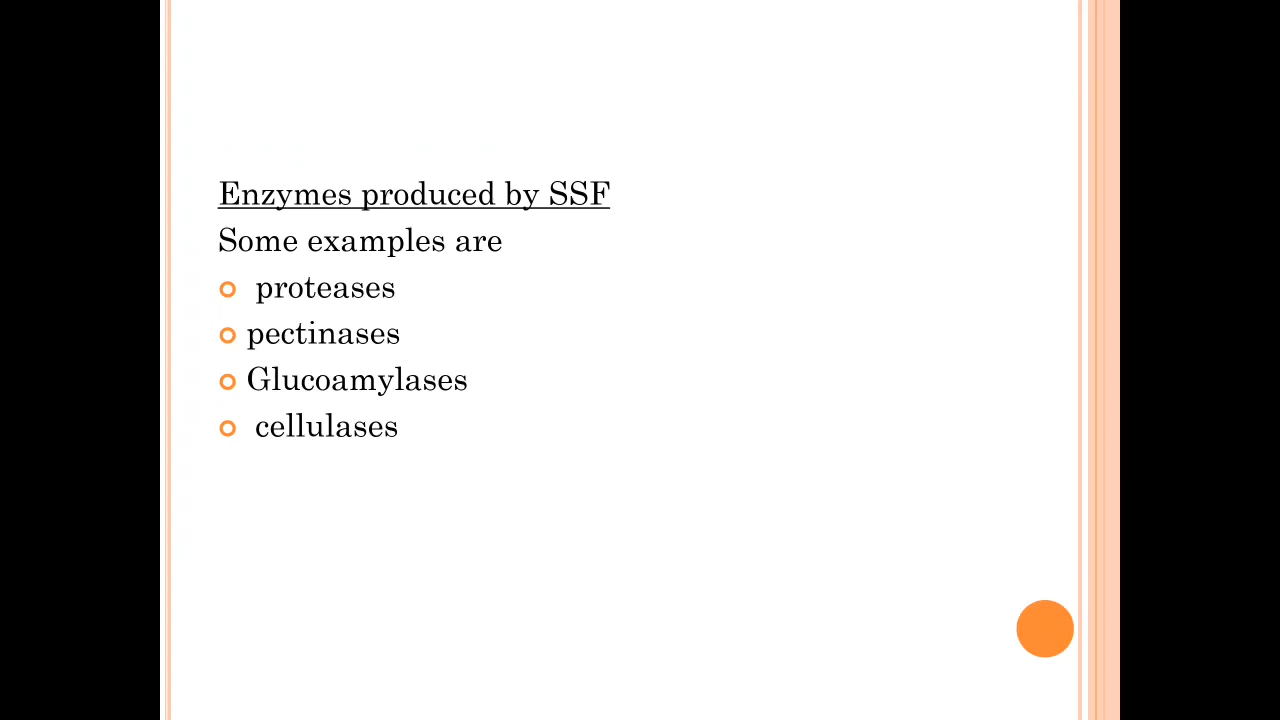 Enzymes produced by SSF
Some examples are
proteases
pectinases
Glucoamylases
cellulases